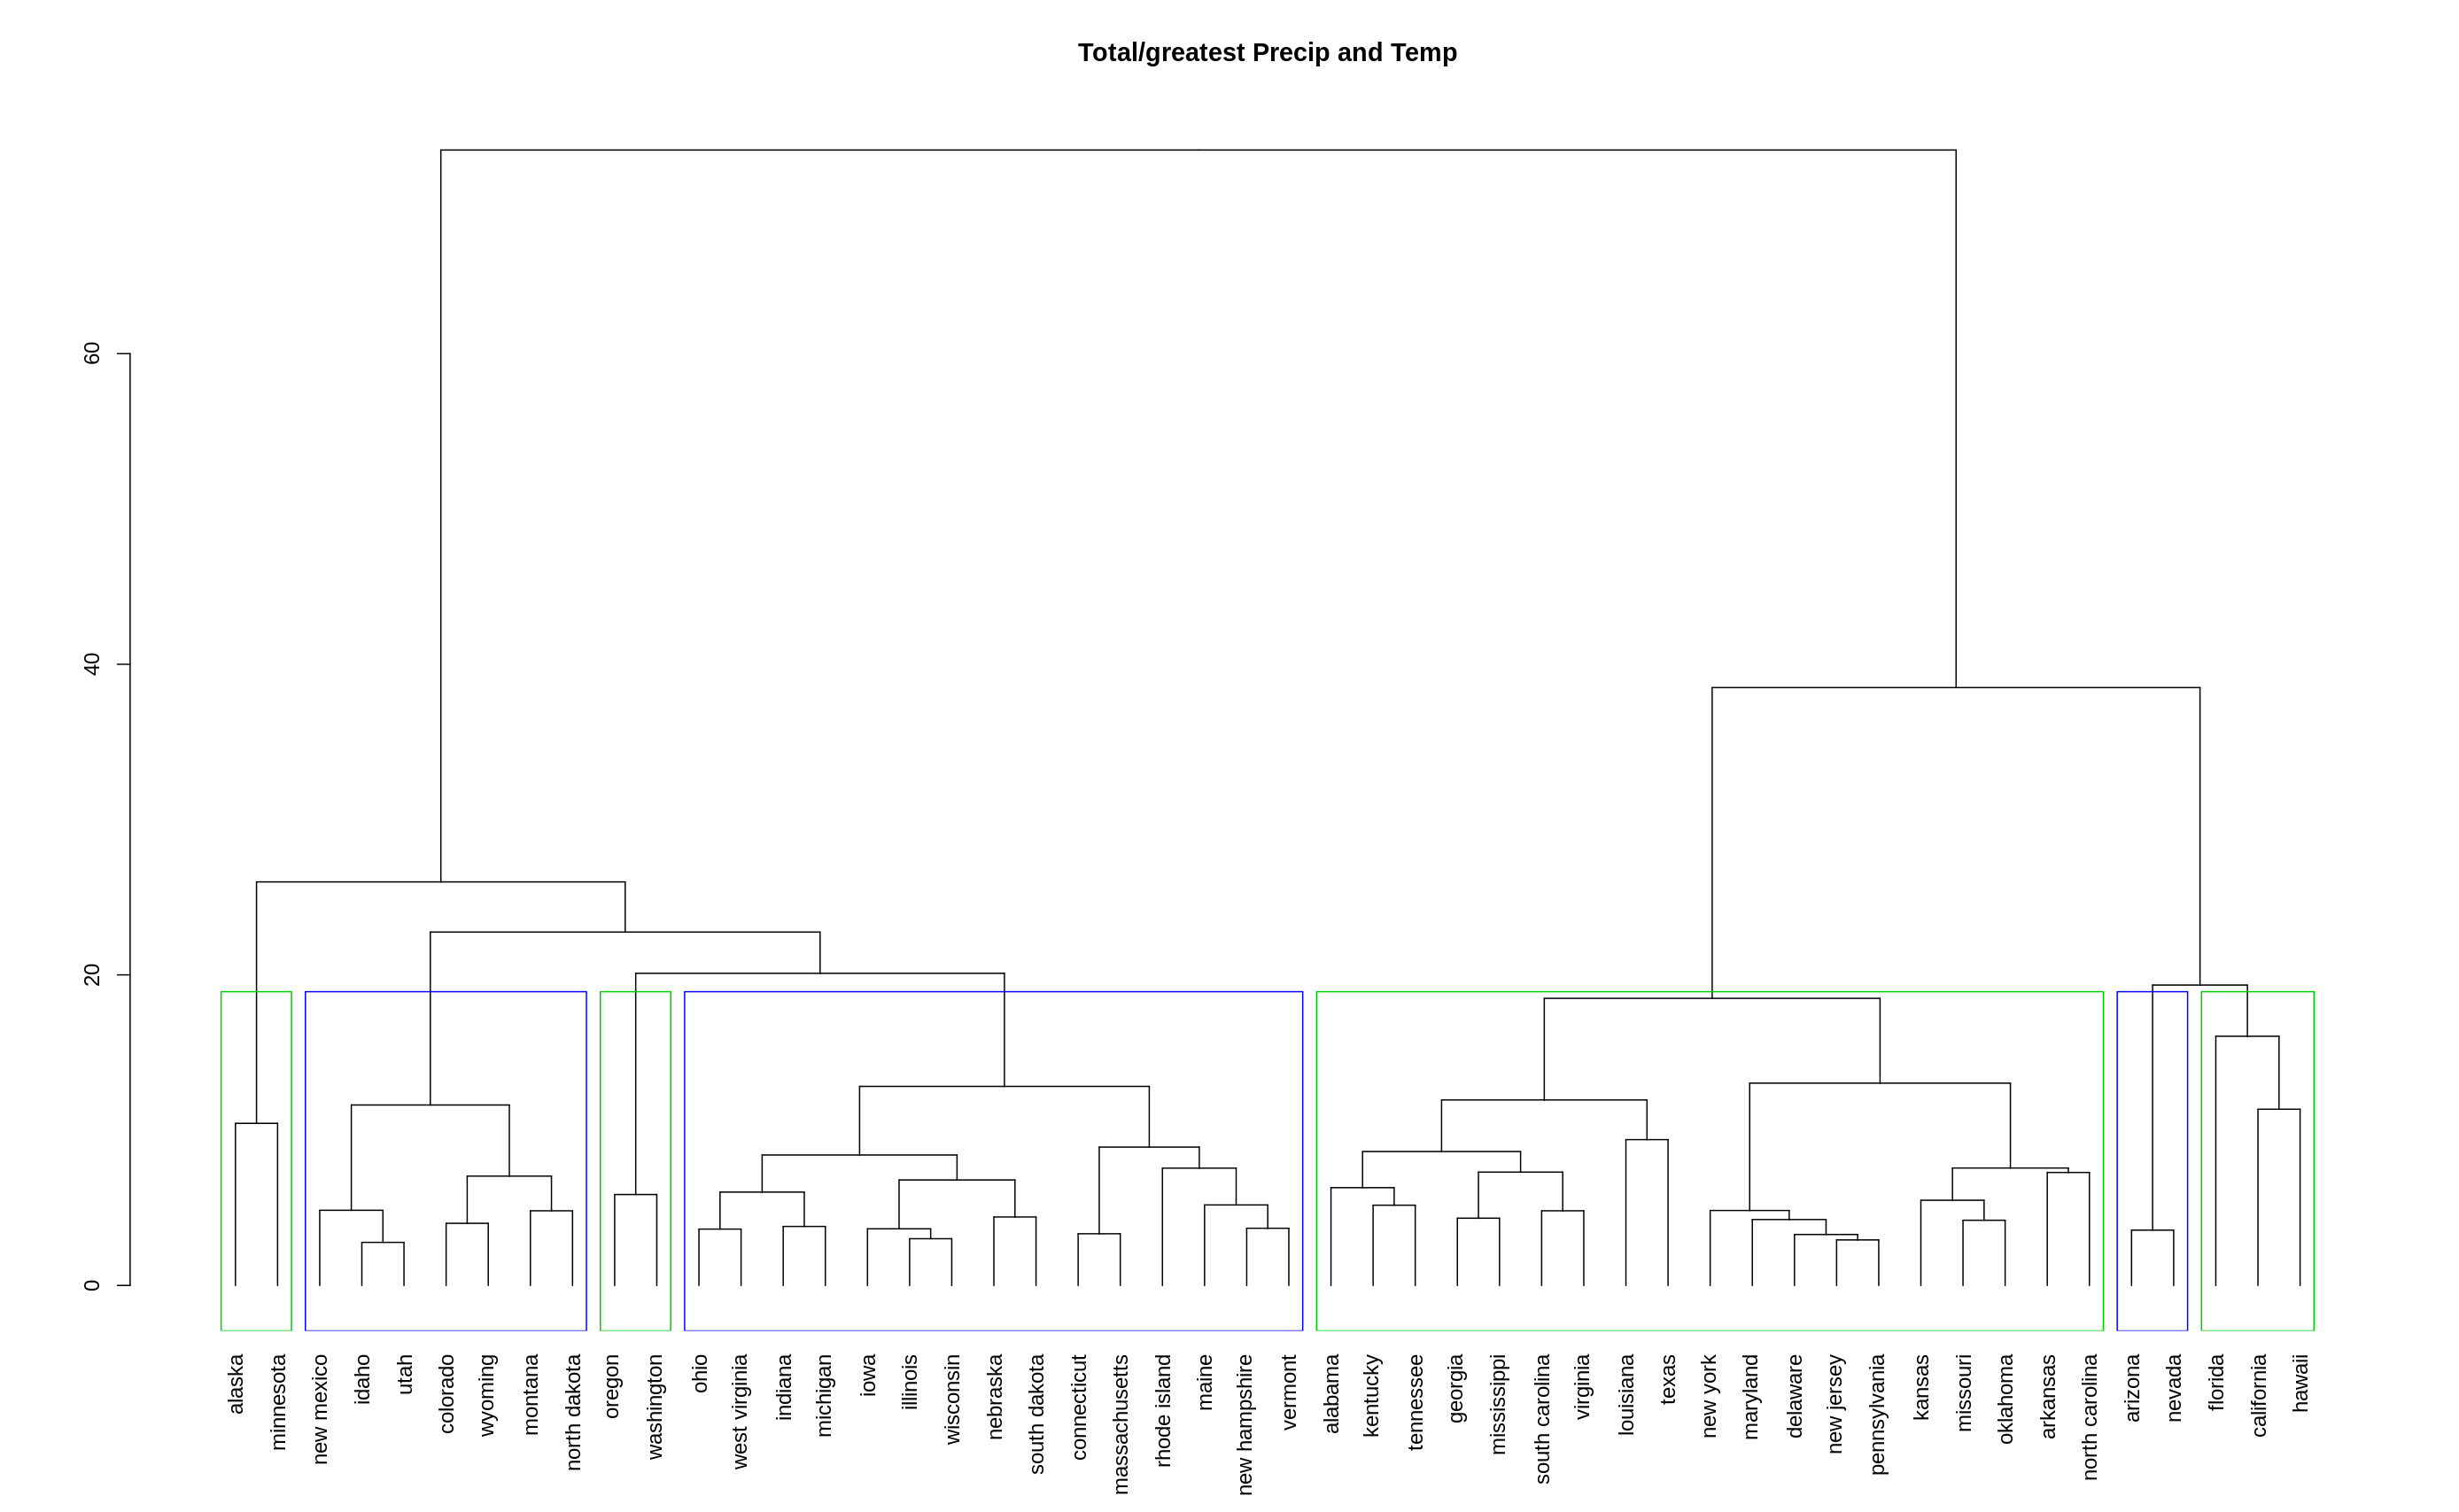 Total/greatest Precip and Temp
60
40
20
0
alaska
minnesota
new mexico
idaho
utah
colorado
wyoming
montana
north dakota
oregon
washington
ohio
west virginia
indiana
michigan
iowa
illinois
wisconsin
nebraska
south dakota
connecticut
massachusetts
rhode island
maine
new hampshire
vermont
alabama
kentucky
tennessee
georgia
mississippi
south carolina
virginia
louisiana
texas
new york
maryland
delaware
new jersey
pennsylvania
kansas
missouri
oklahoma
arkansas
north carolina
arizona
nevada
florida
california
hawaii